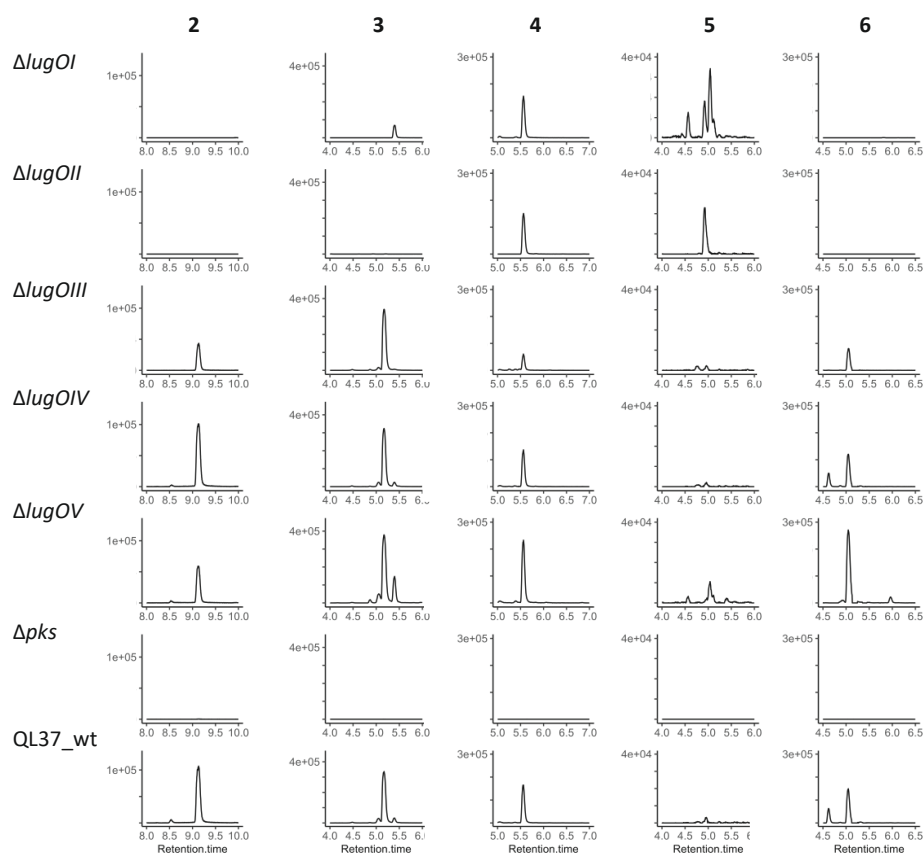 2 3 4 5 6
ΔlugOI 1e+05 4e+05 3e+05 4e+04 3e+05
8.0 8.5 9.0 9.5 10.0 4.0 4.5 5.0 5.5 6.0 5.0 5.5 6.0 6.5 7.0 4.0 4.5 5.0 5.5 6.0 4.5 5.0 5.5 6.0 6.5
ΔlugOII 1e+05 4e+05 3e+05 4e+04 3e+05
8.0 8.5 9.0 9.5 10.0 4.0 4.5 5.0 5.5 5.0 5.5 6.0 6.5 7.0 4.0 4.5 5.0 5.5 6.0 4.5 5.0 5.5 6.0 6.5
ΔlugOIII 1e+05 4e+05 3e+05 4e+04 3e+05
8.0 8.5 9.0 9.5 10.0 4.0 4.5 5.0 5.5 6.0 5.0 5.5 6.0 6.5 7.0 4.0 4.5 5.0 5.5 6.0 4.5 5.0 5.5 6.0 6.5
ΔlugOIV 1e+05 4e+05 3e+05 4e+04 3e+05
8.0 8.5 9.0 9.5 10.0 4.0 4.5 5.0 5.5 6.0 5.0 5.5 6.0 6.5 7.0 4.0 4.5 5.0 5.5 6.0 4.5 5.0 5.5 6.0 6.5
ΔlugOV 1e+05 4e+05 3e+05 4e+04 3e+05
8.0 8.5 9.0 9.5 10.0 4.0 4.5 5.0 5.5 6.0 5.0 5.5 6.0 6.5 7.0 4.0 4.5 5.0 5.5 6.0 4.5 5.0 5.5 6.0 6.5
Δpks 1e+05 4e+05 3e+05 4e+04 3e+05
8.0 8.5 9.0 9.5 10.0 4.0 4.5 5.0 5.5 6.0 5.0 5.5 6.0 6.5 7.0 4.0 4.5 5.0 5.5 6.0 4.5 5.0 5.5 6.0 6.5
QL37_wt 1e+05 4e+05 3e+05 4e+04 3e+05
8.0 8.5 9.0 9.5 10.0 4.0 4.5 5.0 5.5 6.0 5.0 5.5 6.0 6.5 7.0 4.0 4.5 5.0 5.5 4.5 5.0 5.5 6.0 6.5
Retention.time Retention.time Retention.time Retention.time Retention.time